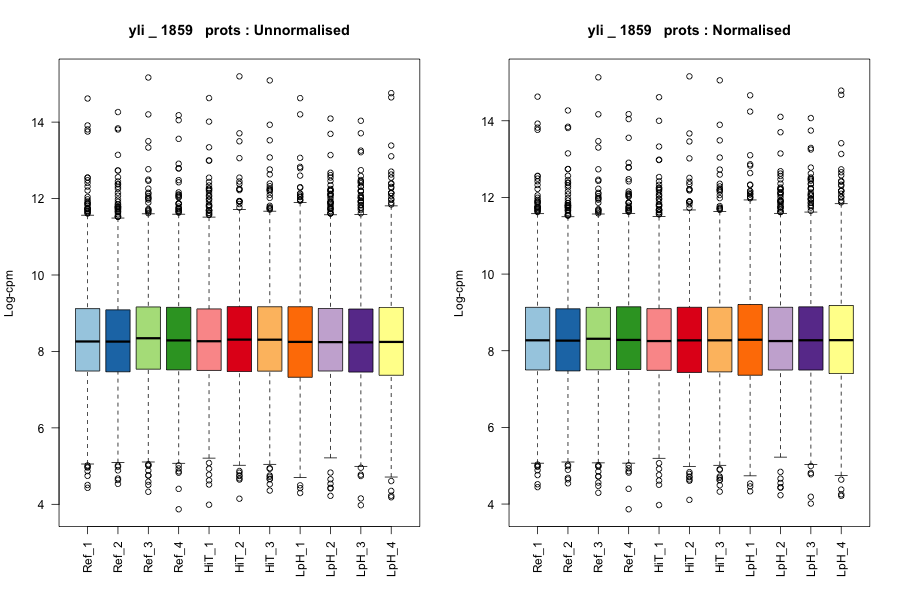 yli _ 1859 prots : Unnormalised
Log-cpm
14
12
10
8
6
4
Ref_1
Ref_2
Ref_3
Ref_4
HiT_1
HiT_2
HiT_3
LpH_1
LpH_2
LpH_3
LpH_4
yli _ 1859 prots : Normalised
Log-cpm
14
12
10
8
6
4
Ref_1
Ref_2
Ref_3
Ref_4
HiT_1
HiT_2
HiT_3
LpH_1
LpH_2
LpH_3
LpH_4